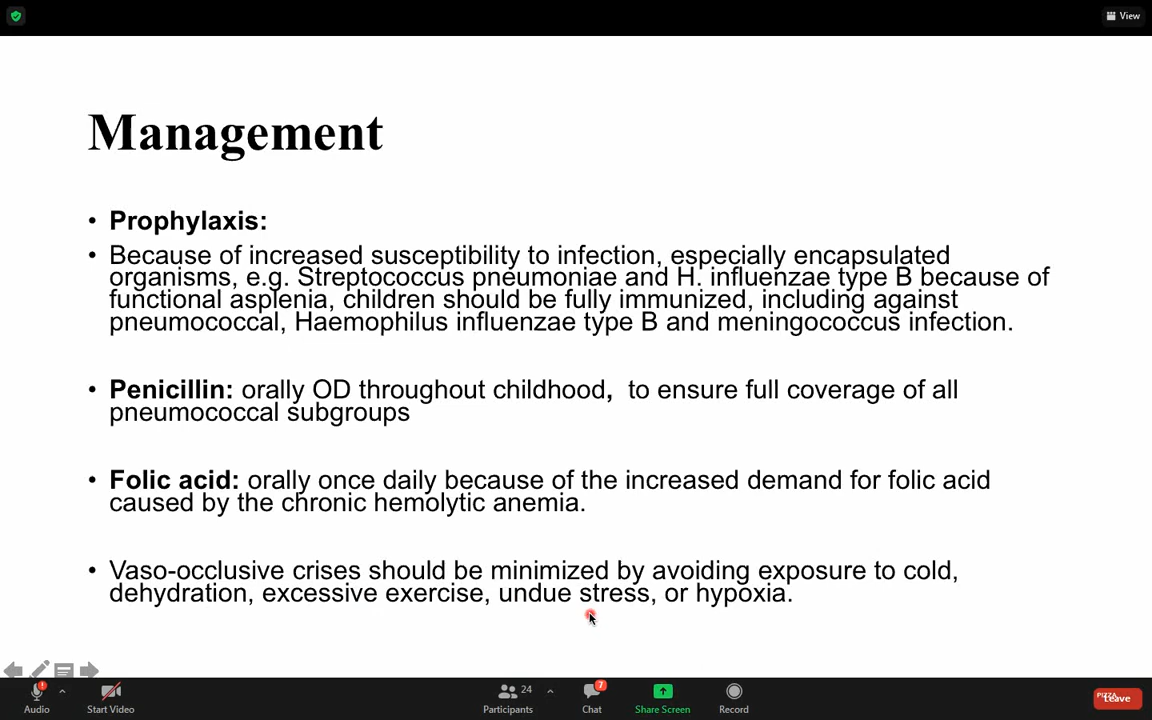 View
Management
• Prophylaxis:
• Because of increased susceptibility to infection, especially encapsulated
organisms, e.g. Streptococcus pneumoniae and H. influenzae type B because of
functional asplenia, children should be fully immunized, including against
pneumococcal, Haemophilus influenzae type B and meningococcus infection.
• Penicillin: orally OD throughout childhood, to ensure full coverage of all
pneumococcal subgroups
• Folic acid: orally once daily because of the increased demand for folic acid
caused by the chronic hemolytic anemia.
• Vaso-occlusive crises should be minimized by avoiding exposure to cold,
dehydration, excessive exercise, undue stress, or hypoxia.
! 24 7 PIZZA
Audio Start Video Participants Chat Share Screen Record Leave